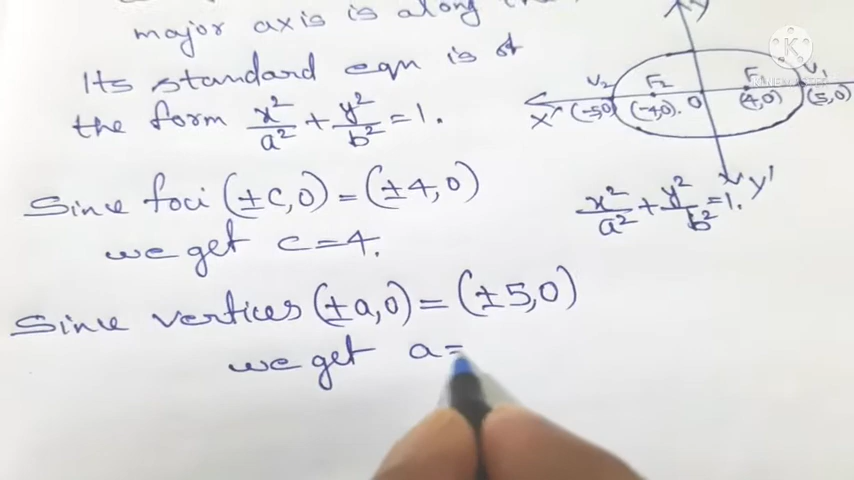 major axis is along the
Its standard eqn is of
the form x²/a² + y²/b² = 1.
Since foci (±c,0) = (±4,0)
we get c = 4.
Since vertices (±a,0) = (±5,0)
we get a =
Y
V₂ F₂ F₁ V₁
X' (-5,0) (-4,0) 0 (4,0) (5,0)
Y'
x²/a² + y²/b² = 1.
K